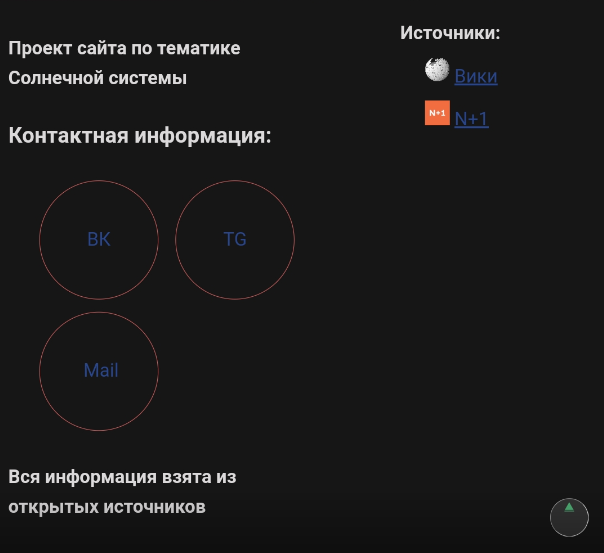 Проект сайта по тематике
Солнечной системы
Контактная информация:
ВК
TG
Mail
Вся информация взята из
открытых источников
Источники:
Вики
N+1
N+1